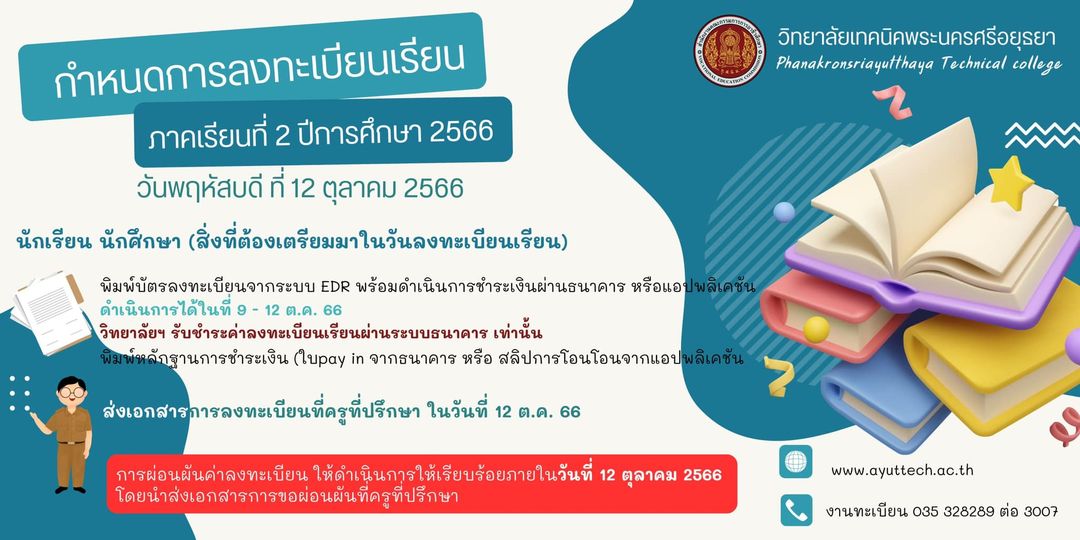 วิทยาลัยเทคนิคพระนครศรีอยุธยา
Phanakronsriayutthaya Technical college
กำหนดการลงทะเบียนเรียน
ภาคเรียนที่ 2 ปีการศึกษา 2566
วันพฤหัสบดี ที่ 12 ตุลาคม 2566
นักเรียน นักศึกษา (สิ่งที่ต้องเตรียมมาในวันลงทะเบียนเรียน)
พิมพ์บัตรลงทะเบียนจากระบบ EDR พร้อมดำเนินการชำระเงินผ่านธนาคาร หรือแอปพลิเคชัน
ดำเนินการได้ในที่ 9 - 12 ต.ค. 66
วิทยาลัยฯ รับชำระค่าลงทะเบียนเรียนผ่านระบบธนาคาร เท่านั้น
พิมพ์หลักฐานการชำระเงิน (ใบpay in จากธนาคาร หรือ สลิปการโอนโอนจากแอปพลิเคชัน
ส่งเอกสารการลงทะเบียนที่ครูที่ปรึกษา ในวันที่ 12 ต.ค. 66
การผ่อนผันค่าลงทะเบียน ให้ดำเนินการให้เรียบร้อยภายในวันที่ 12 ตุลาคม 2566
โดยนำส่งเอกสารการขอผ่อนผันที่ครูที่ปรึกษา
www.ayuttech.ac.th
งานทะเบียน 035 328289 ต่อ 3007